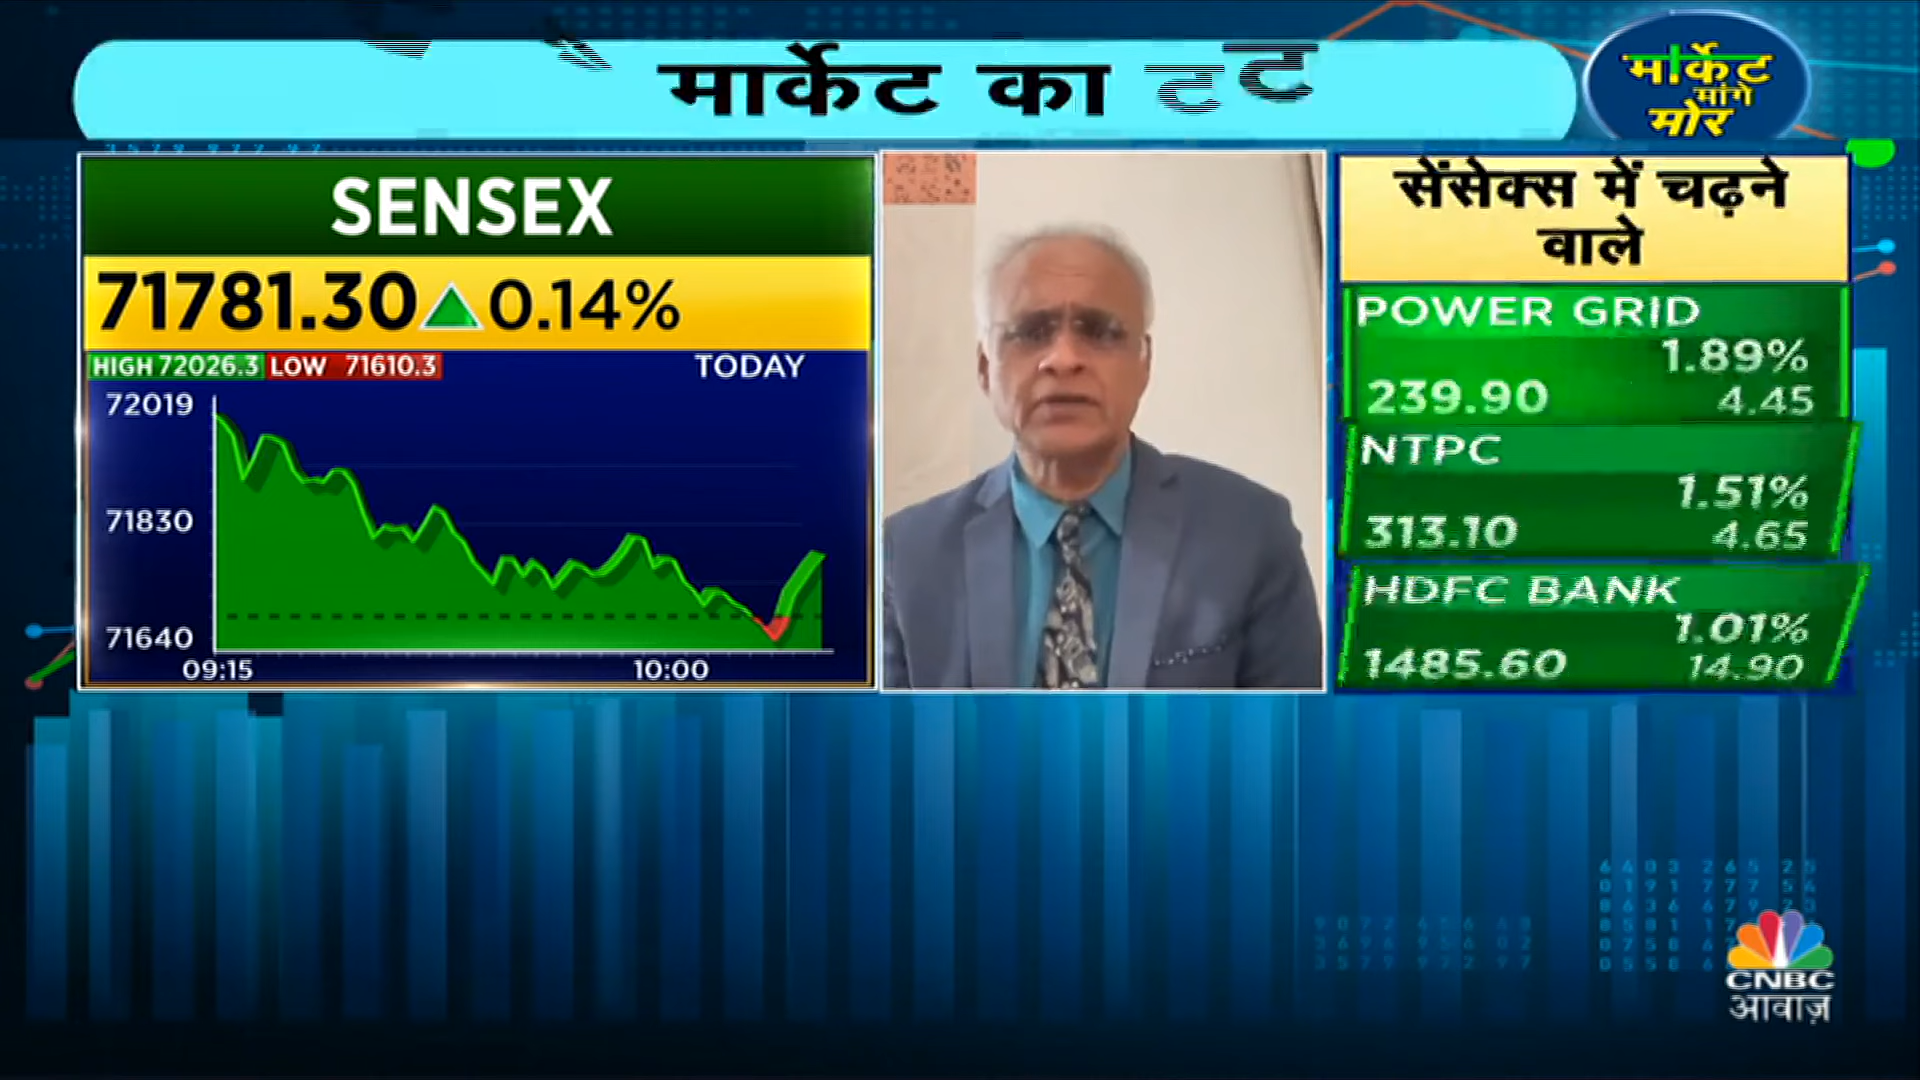 मार्केट का
मार्केट
मांगे
मोर
SENSEX
71781.30 0.14%
HIGH 72026.3 LOW 71610.3 TODAY
72019
71830
71640
09:15 10:00
सेंसेक्स में चढ़ने
वाले
POWER GRID
1.89%
239.90 4.45
NTPC
1.51%
313.10 4.65
HDFC BANK
1.01%
1485.60 14.90
CNBC
आवाज़